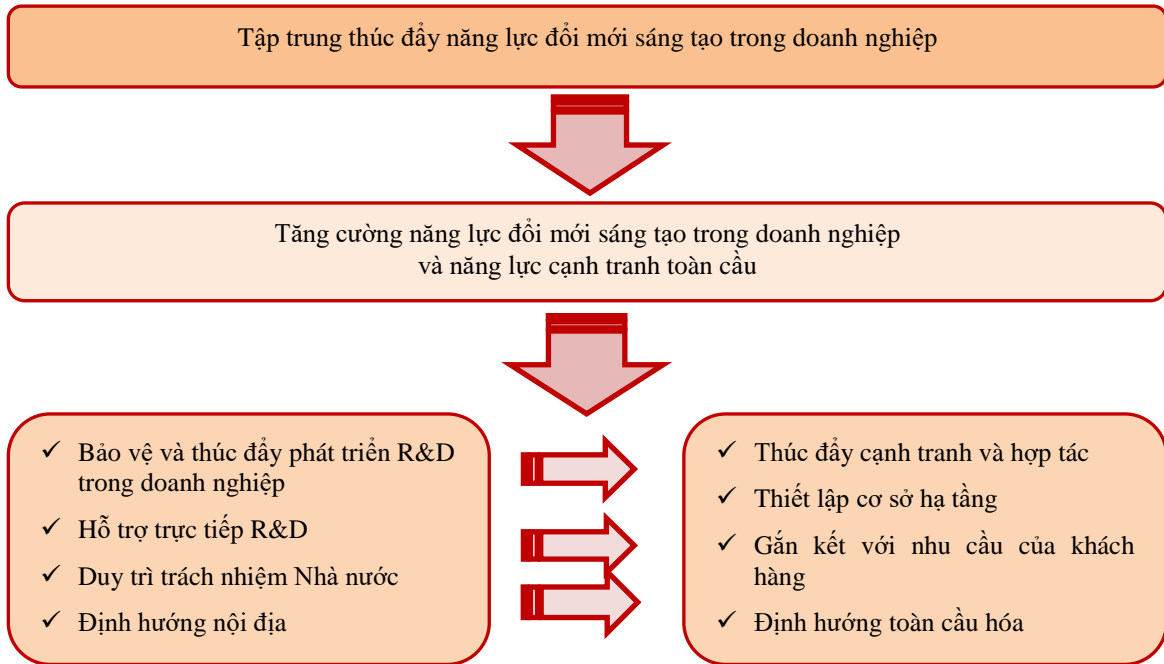 Tập trung thúc đẩy năng lực đổi mới sáng tạo trong doanh nghiệp
Tăng cường năng lực đổi mới sáng tạo trong doanh nghiệp
và năng lực cạnh tranh toàn cầu
✓ Bảo vệ và thúc đẩy phát triển R&D
trong doanh nghiệp
✓ Hỗ trợ trực tiếp R&D
✓ Duy trì trách nhiệm Nhà nước
✓ Định hướng nội địa
✓ Thúc đẩy cạnh tranh và hợp tác
✓ Thiết lập cơ sở hạ tầng
✓ Gắn kết với nhu cầu của khách
hàng
✓ Định hướng toàn cầu hóa